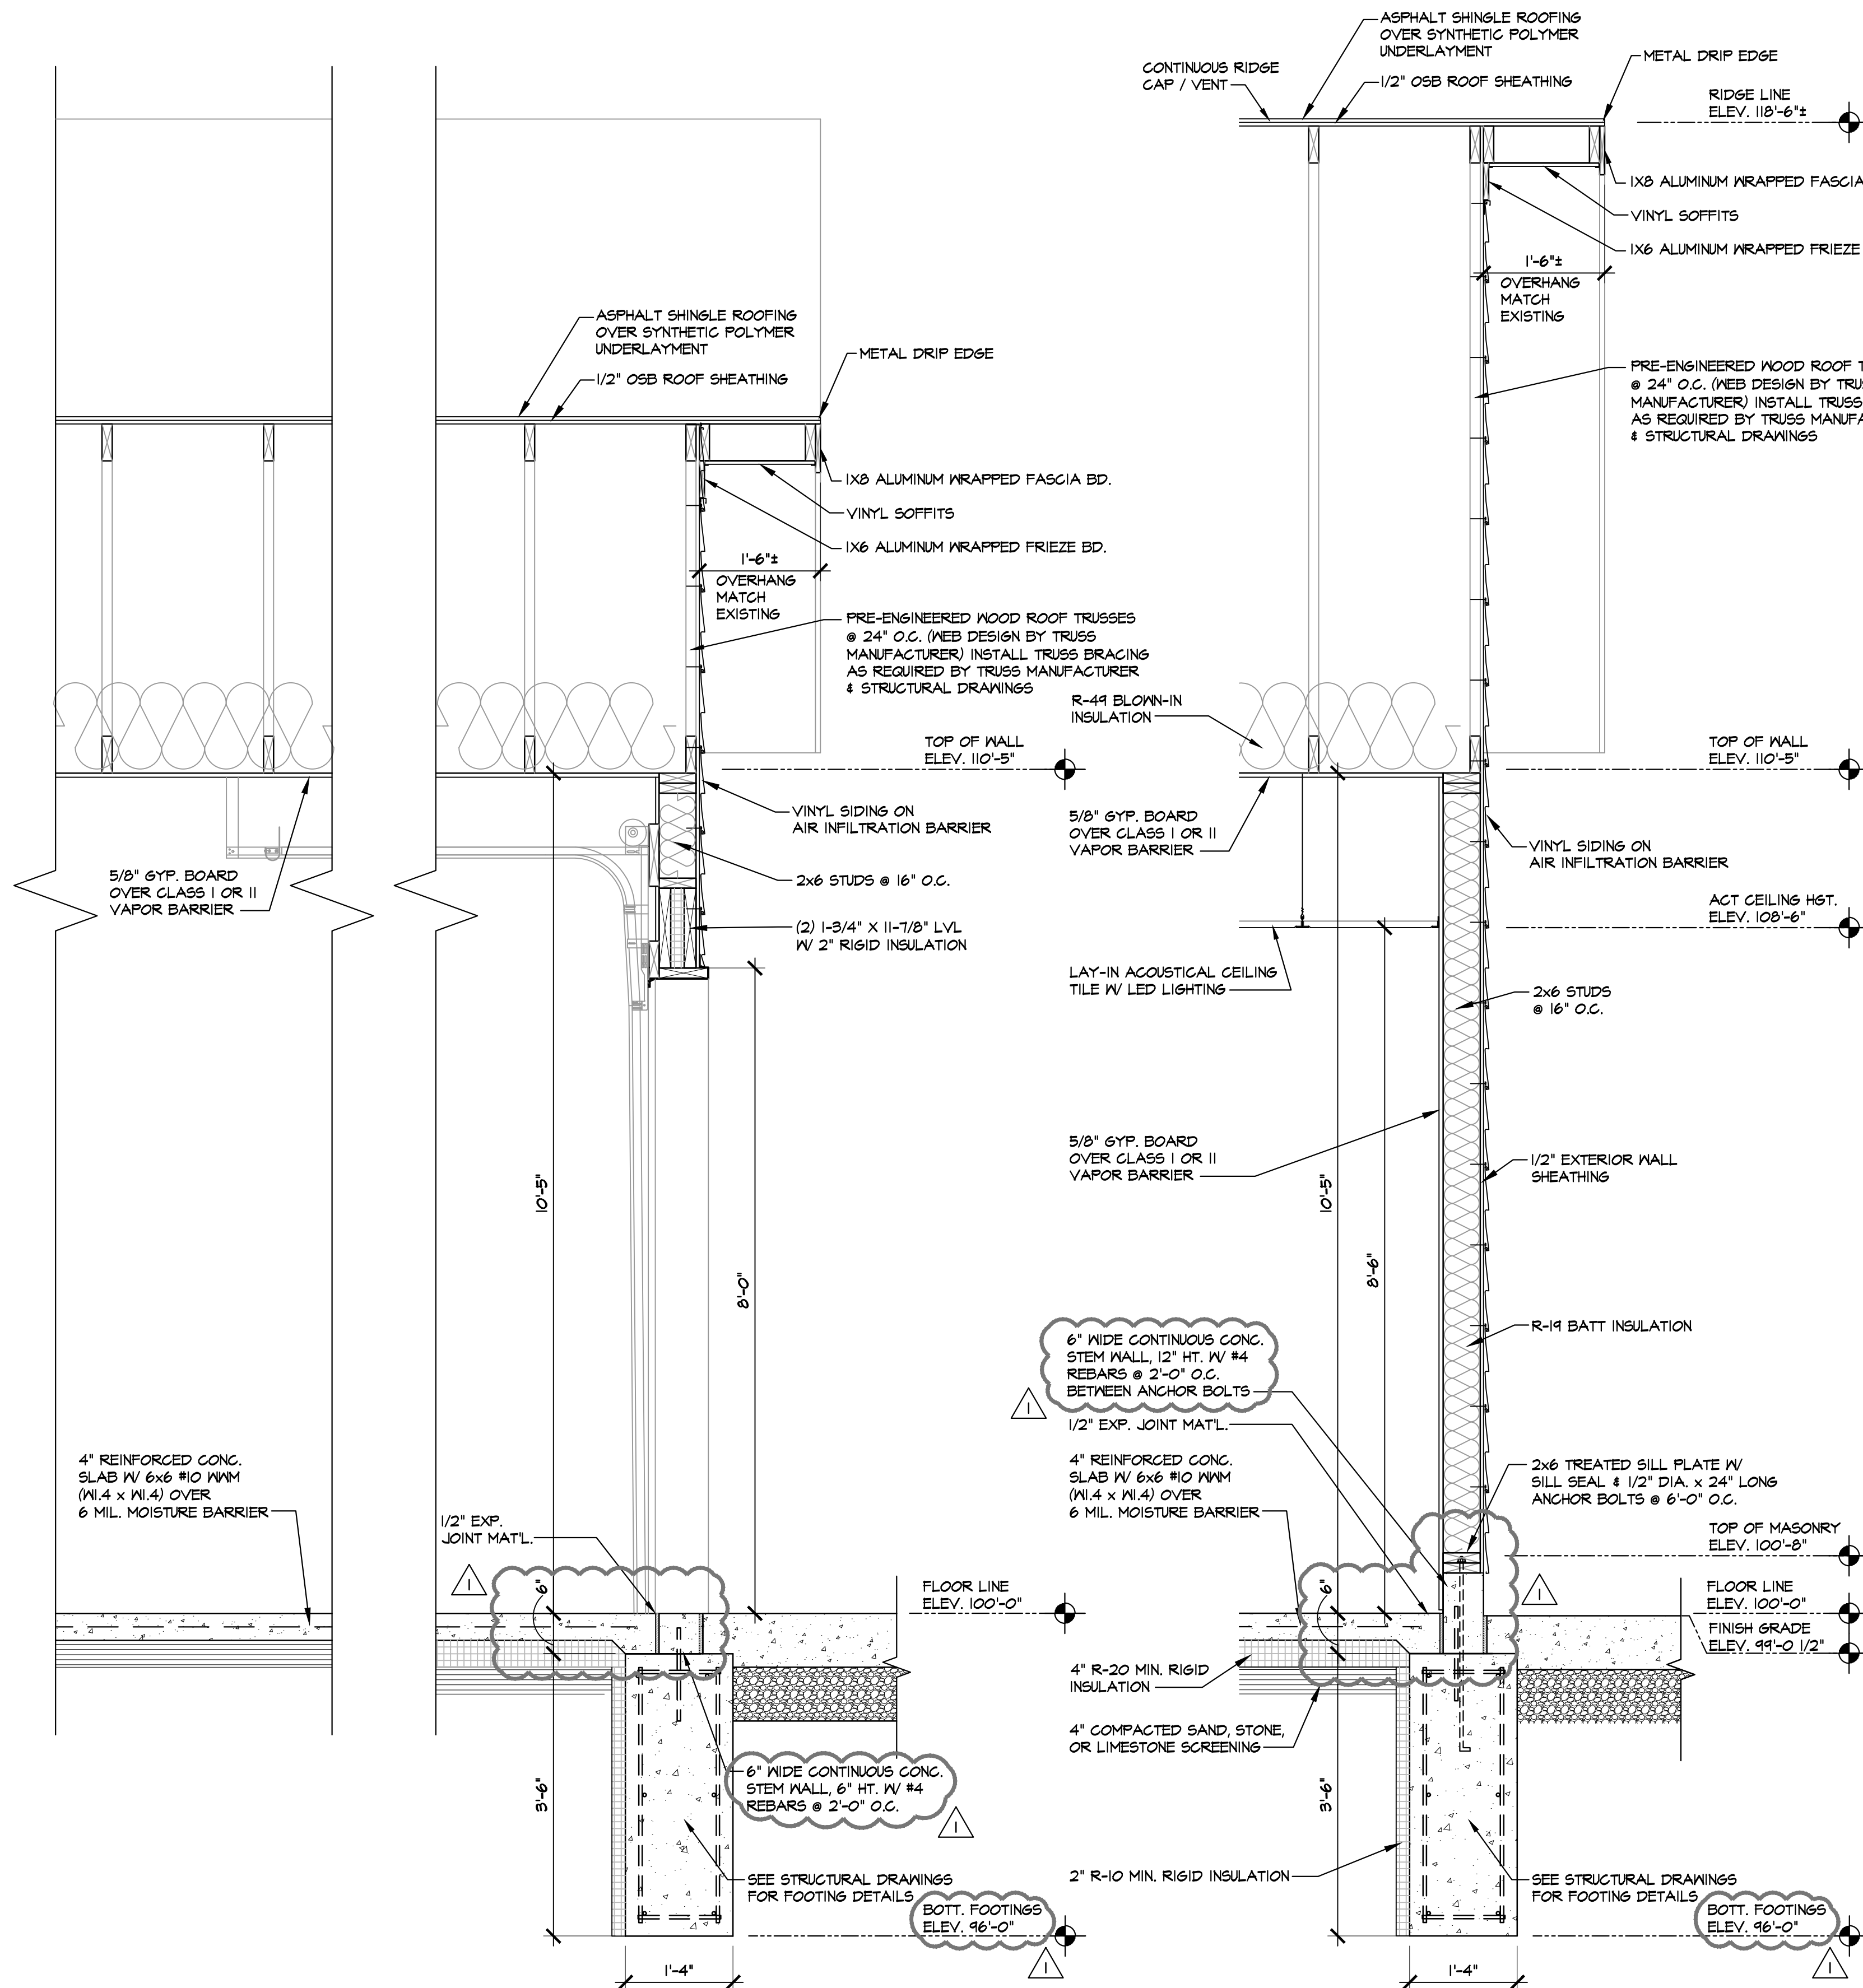 ASPHALT SHINGLE ROOFING
OVER SYNTHETIC POLYMER
UNDERLAYMENT
1/2" OSB ROOF SHEATHING
METAL DRIP EDGE
1X8 ALUMINUM WRAPPED FASCIA BD.
VINYL SOFFITS
1X6 ALUMINUM WRAPPED FRIEZE BD.
1'-6"±
OVERHANG
MATCH
EXISTING
PRE-ENGINEERED WOOD ROOF TRUSSES
@ 24" O.C. (WEB DESIGN BY TRUSS
MANUFACTURER) INSTALL TRUSS BRACING
AS REQUIRED BY TRUSS MANUFACTURER
& STRUCTURAL DRAWINGS
TOP OF WALL
ELEV. 110'-5"
VINYL SIDING ON
AIR INFILTRATION BARRIER
5/8" GYP. BOARD
OVER CLASS I OR II
VAPOR BARRIER
2x6 STUDS @ 16" O.C.
(2) 1-3/4" X 11-7/8" LVL
W/ 2" RIGID INSULATION
10'-5"
8'-0"
4" REINFORCED CONC.
SLAB W/ 6x6 #10 WWM
(W1.4 x W1.4) OVER
6 MIL. MOISTURE BARRIER
1/2" EXP.
JOINT MAT'L.
1
6"
FLOOR LINE
ELEV. 100'-0"
6" WIDE CONTINUOUS CONC.
STEM WALL, 6" HT. W/ #4
REBARS @ 2'-0" O.C.
1
3'-6"
SEE STRUCTURAL DRAWINGS
FOR FOOTING DETAILS
BOTT. FOOTINGS
ELEV. 96'-0"
1
1'-4"
ASPHALT SHINGLE ROOFING
OVER SYNTHETIC POLYMER
UNDERLAYMENT
CONTINUOUS RIDGE
CAP / VENT
1/2" OSB ROOF SHEATHING
METAL DRIP EDGE
RIDGE LINE
ELEV. 118'-6"±
1X8 ALUMINUM WRAPPED FASCIA
VINYL SOFFITS
1X6 ALUMINUM WRAPPED FRIEZE
1'-6"±
OVERHANG
MATCH
EXISTING
PRE-ENGINEERED WOOD ROOF
@ 24" O.C. (WEB DESIGN BY
MANUFACTURER) INSTALL TRUSS
AS REQUIRED BY TRUSS
& STRUCTURAL DRAWINGS
R-49 BLOWN-IN
INSULATION
TOP OF WALL
ELEV. 110'-5"
5/8" GYP. BOARD
OVER CLASS I OR II
VAPOR BARRIER
VINYL SIDING ON
AIR INFILTRATION BARRIER
ACT CEILING HGT.
ELEV. 108'-6"
LAY-IN ACOUSTICAL CEILING
TILE W/ LED LIGHTING
2x6 STUDS
@ 16" O.C.
5/8" GYP. BOARD
OVER CLASS I OR II
VAPOR BARRIER
1/2" EXTERIOR WALL
SHEATHING
10'-5"
8'-6"
R-19 BATT INSULATION
6" WIDE CONTINUOUS CONC.
STEM WALL, 12" HT. W/ #4
REBARS @ 2'-0" O.C.
BETWEEN ANCHOR BOLTS
1
1/2" EXP. JOINT MAT'L.
4" REINFORCED CONC.
SLAB W/ 6x6 #10 WWM
(W1.4 x W1.4) OVER
6 MIL. MOISTURE BARRIER
2x6 TREATED SILL PLATE W/
SILL SEAL & 1/2" DIA. x 24" LONG
ANCHOR BOLTS @ 6'-0" O.C.
TOP OF MASONRY
ELEV. 100'-8"
1
6"
FLOOR LINE
ELEV. 100'-0"
FINISH GRADE
ELEV. 99'-0 1/2"
4" R-20 MIN. RIGID
INSULATION
4" COMPACTED SAND, STONE,
OR LIMESTONE SCREENING
3'-6"
2" R-10 MIN. RIGID INSULATION
SEE STRUCTURAL DRAWINGS
FOR FOOTING DETAILS
BOTT. FOOTINGS
ELEV. 96'-0"
1
1'-4"